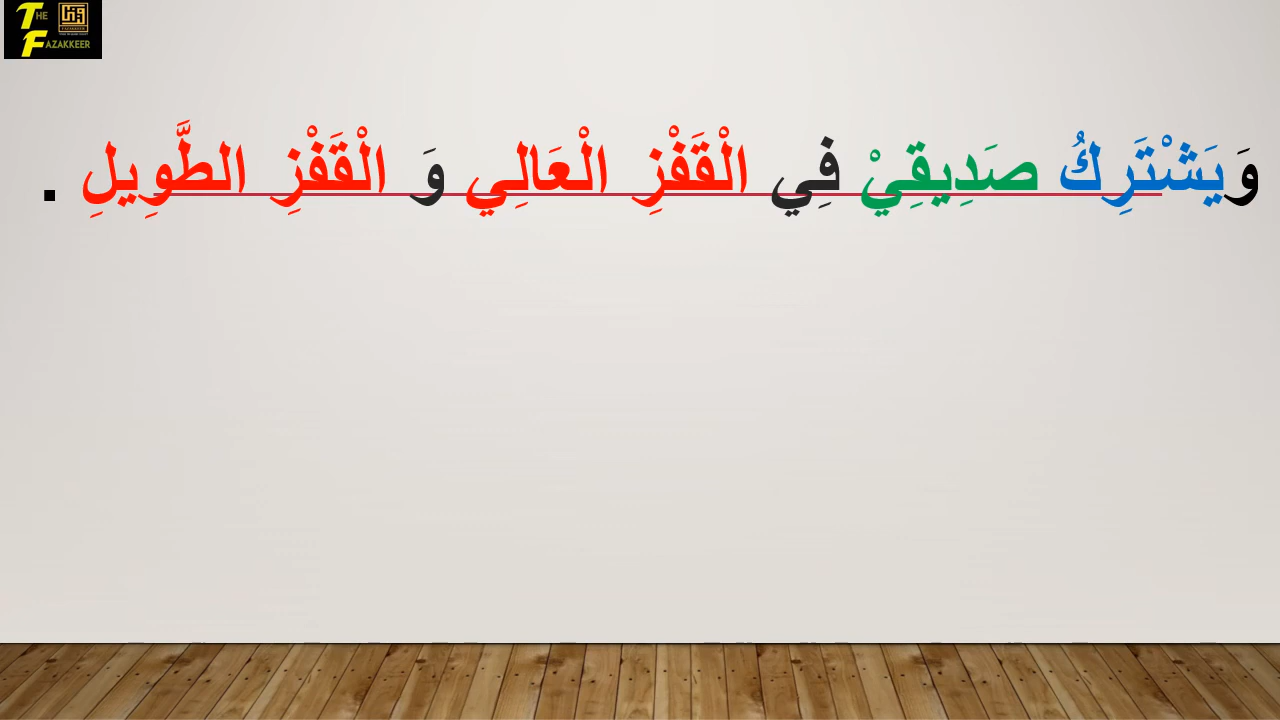 THE
FAZAKKEER
وَيَشْتَرِكُ صَدِيقِيْ فِي الْقَفْزِ الْعَالِي وَ الْقَفْزِ الطَّوِيلِ .